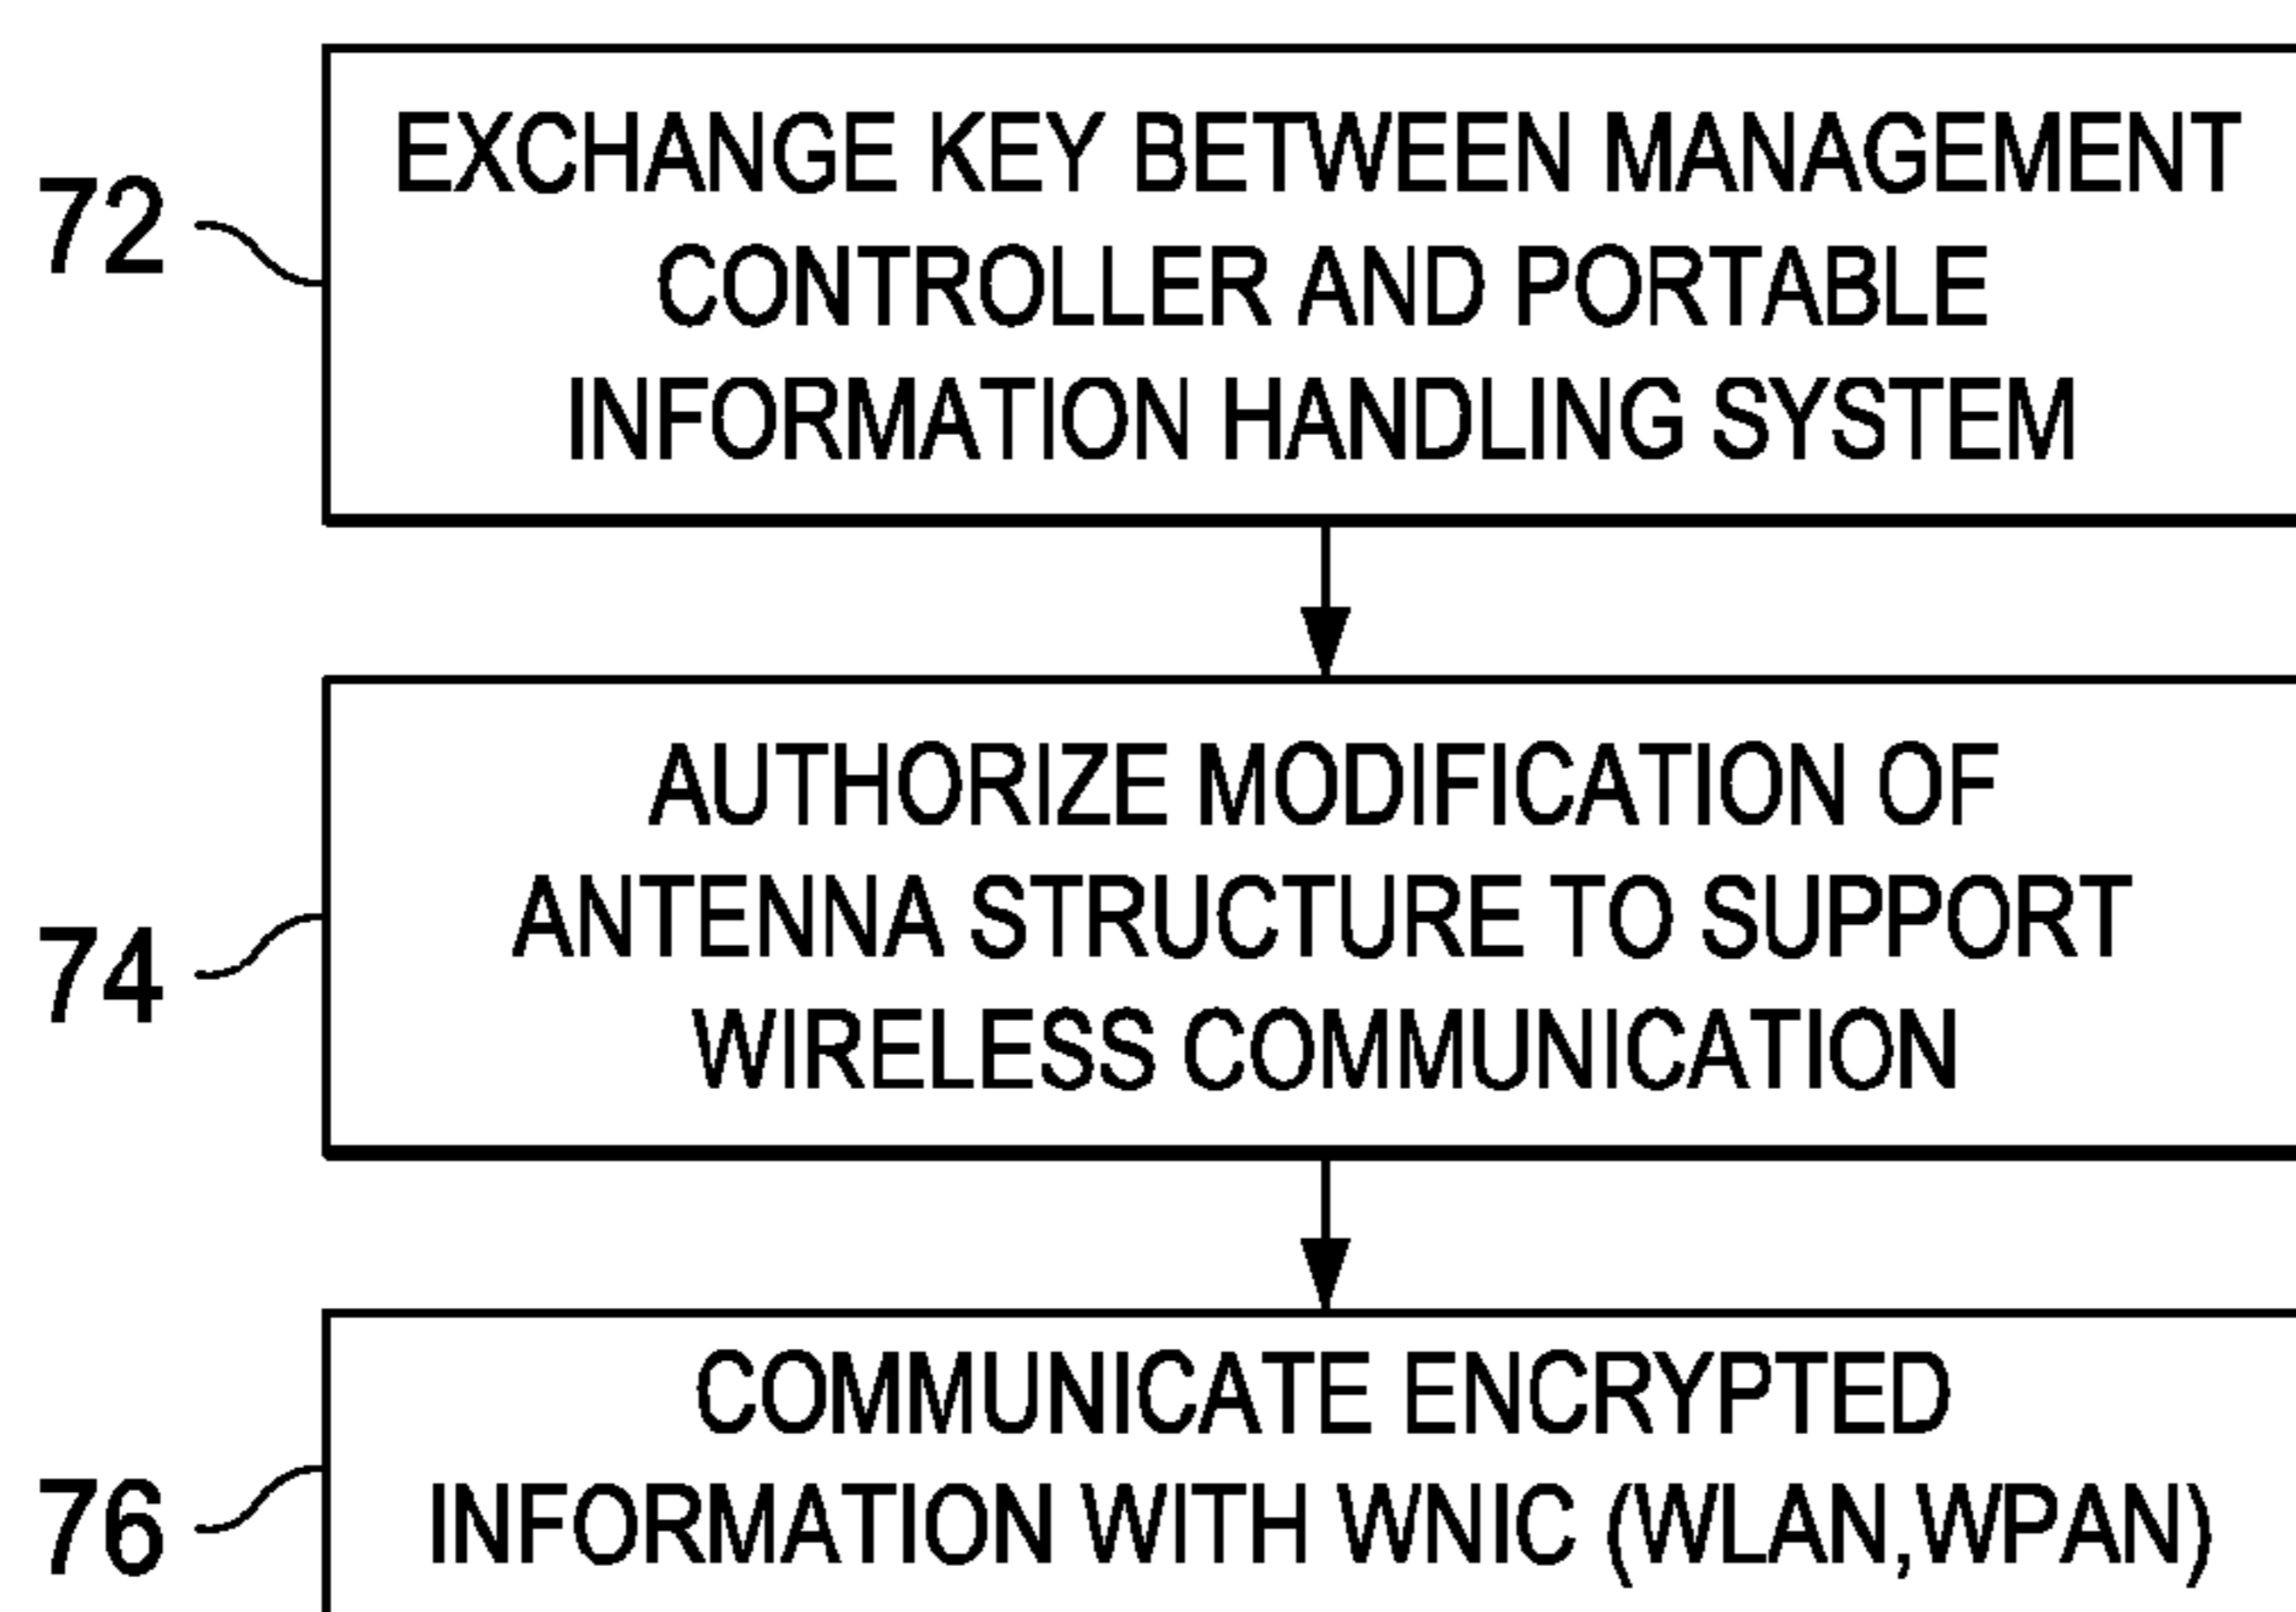 72
EXCHANGE KEY BETWEEN MANAGEMENT
CONTROLLER AND PORTABLE
INFORMATION HANDLING SYSTEM
74
AUTHORIZE MODIFICATION OF
ANTENNA STRUCTURE TO SUPPORT
WIRELESS COMMUNICATION
76
COMMUNICATE ENCRYPTED
INFORMATION WITH WNIC (WLAN,WPAN)